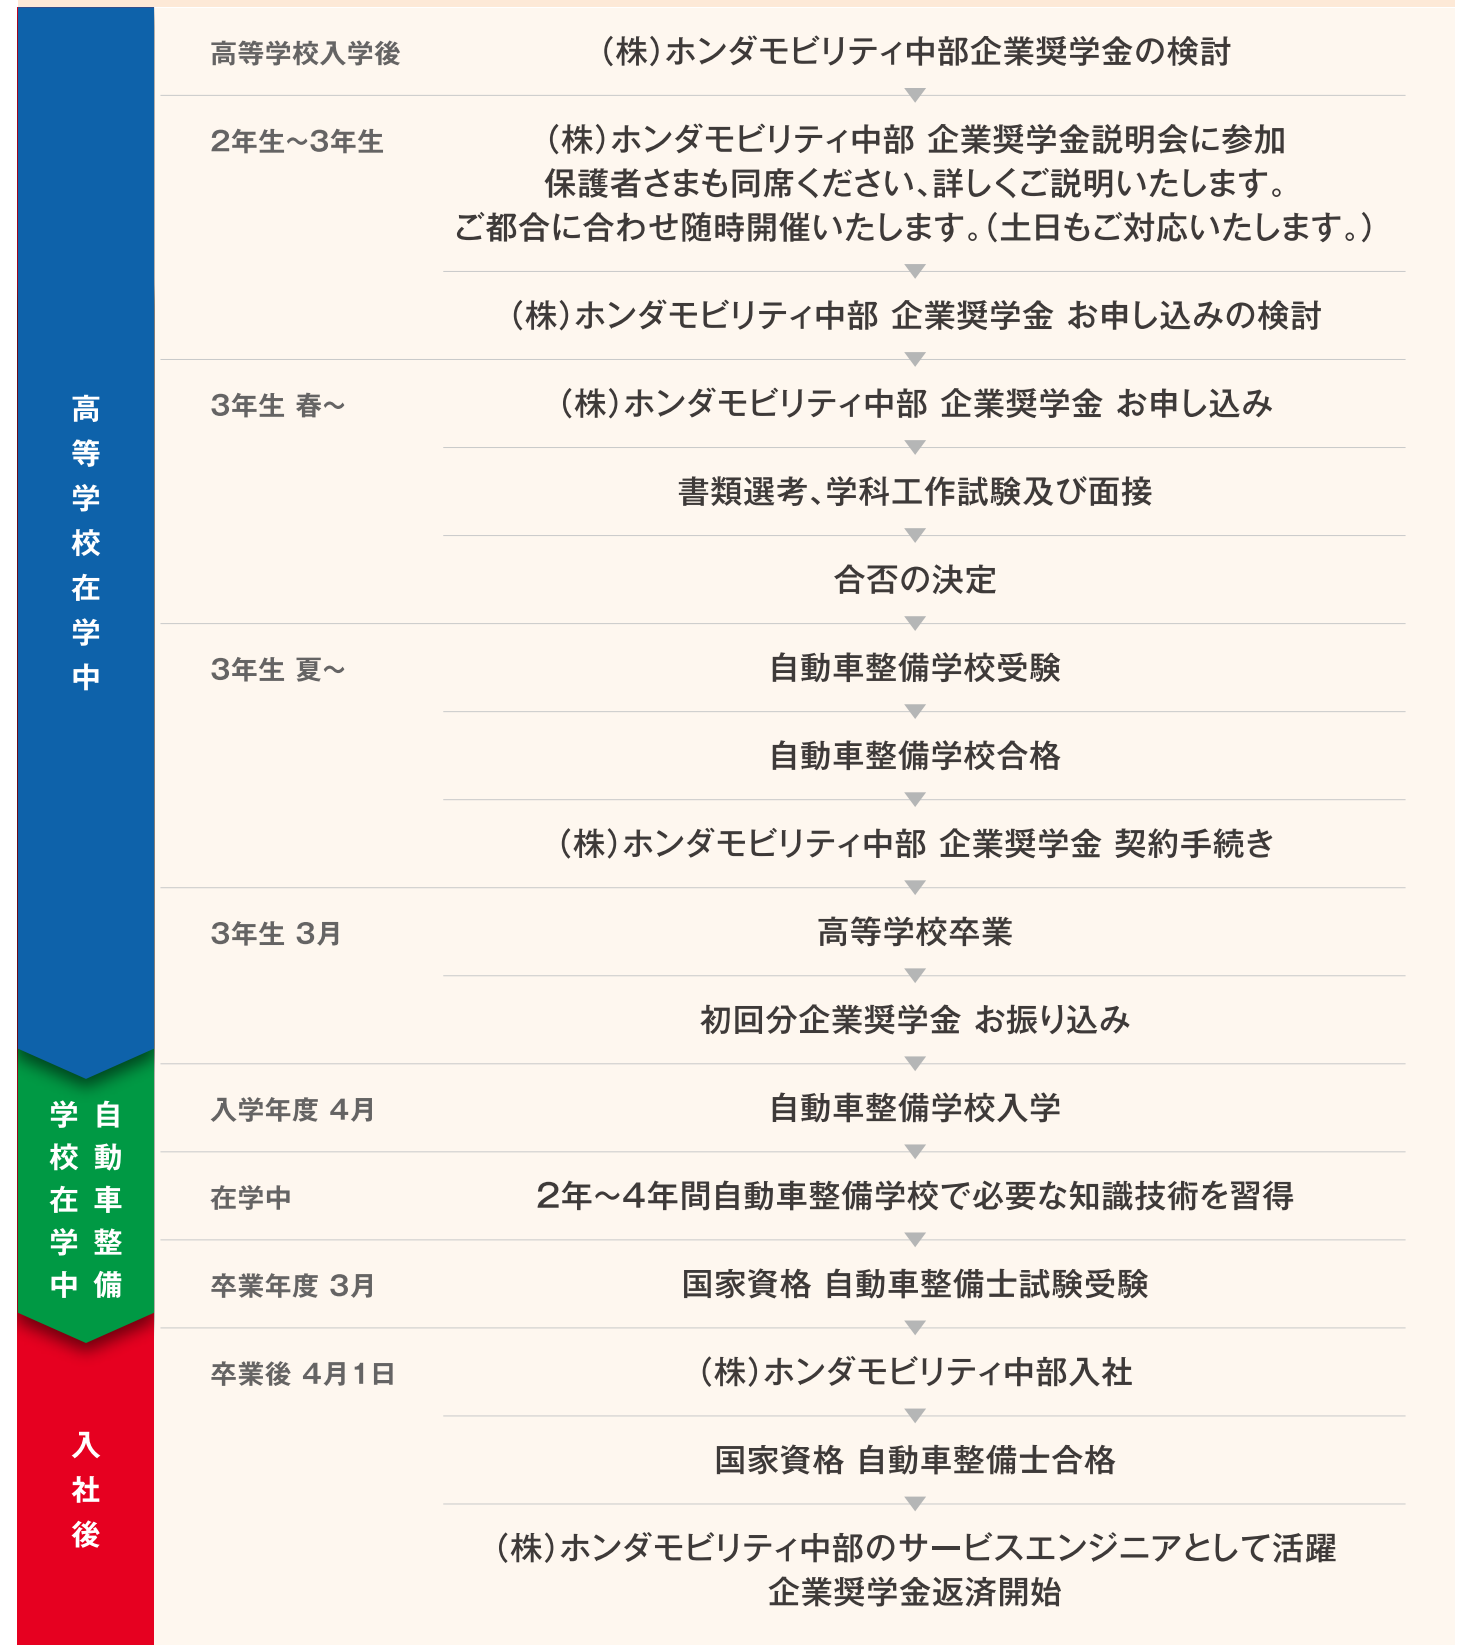 高等学校在学中
高等学校入学後
（株）ホンダモビリティ中部企業奨学金の検討
2年生～3年生
（株）ホンダモビリティ中部 企業奨学金説明会に参加
保護者さまも同席ください、詳しくご説明いたします。
ご都合に合わせ随時開催いたします。（土日もご対応いたします。）
（株）ホンダモビリティ中部 企業奨学金 お申し込みの検討
3年生 春～
（株）ホンダモビリティ中部 企業奨学金 お申し込み
書類選考、学科工作試験及び面接
合否の決定
3年生 夏～
自動車整備学校受験
自動車整備学校合格
（株）ホンダモビリティ中部 企業奨学金 契約手続き
3年生 3月
高等学校卒業
初回分企業奨学金 お振り込み
自動車整備
学校在学中
入学年度 4月
自動車整備学校入学
在学中
2年～4年間自動車整備学校で必要な知識技術を習得
卒業年度 3月
国家資格 自動車整備士試験受験
入社後
卒業後 4月1日
（株）ホンダモビリティ中部入社
国家資格 自動車整備士合格
（株）ホンダモビリティ中部のサービスエンジニアとして活躍
企業奨学金返済開始